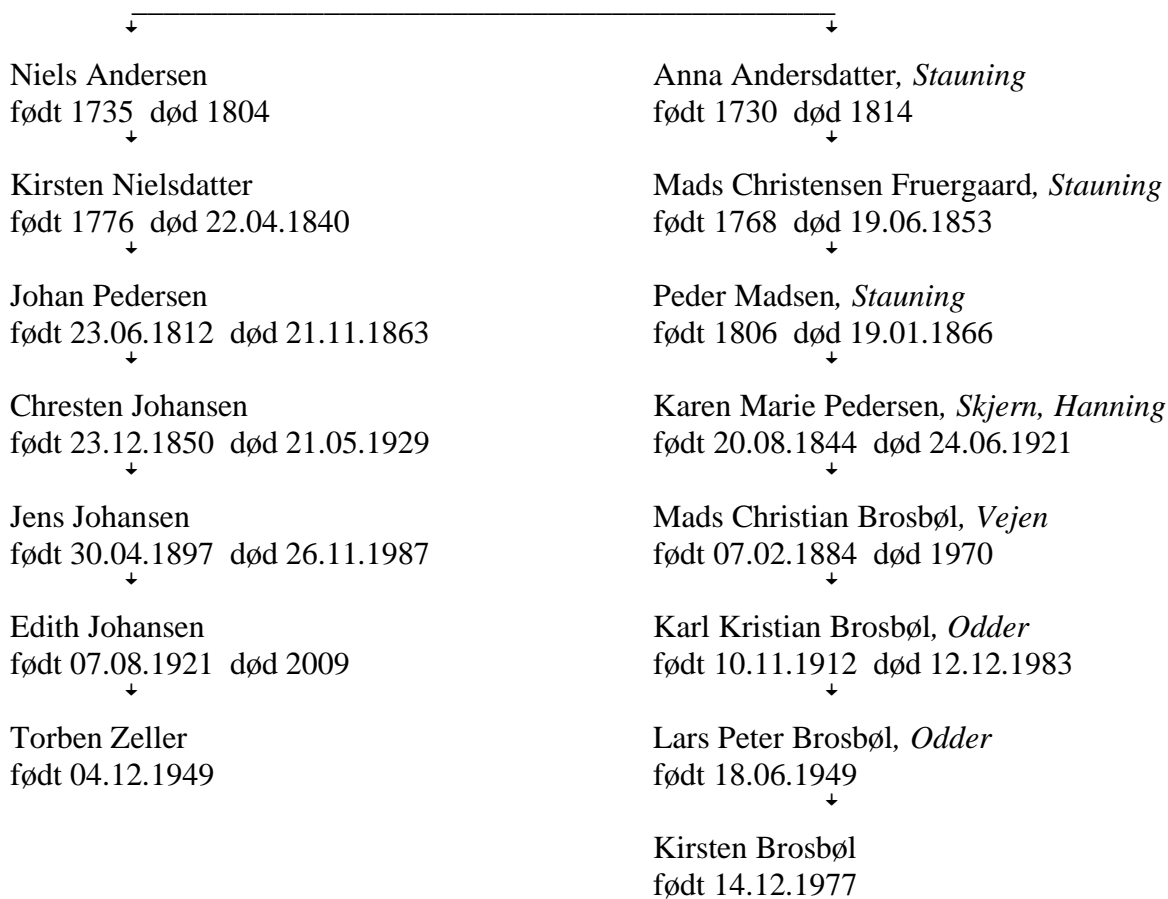 Niels Andersen
født 1735 død 1804
Kirsten Nielsdatter
født 1776 død 22.04.1840
Johan Pedersen
født 23.06.1812 død 21.11.1863
Chresten Johansen
født 23.12.1850 død 21.05.1929
Jens Johansen
født 30.04.1897 død 26.11.1987
Edith Johansen
født 07.08.1921 død 2009
Torben Zeller
født 04.12.1949
Anna Andersdatter, Stauning
født 1730 død 1814
Mads Christensen Fruergaard, Stauning
født 1768 død 19.06.1853
Peder Madsen, Stauning
født 1806 død 19.01.1866
Karen Marie Pedersen, Skjern, Hanning
født 20.08.1844 død 24.06.1921
Mads Christian Brosbøl, Vejen
født 07.02.1884 død 1970
Karl Kristian Brosbøl, Odder
født 10.11.1912 død 12.12.1983
Lars Peter Brosbøl, Odder
født 18.06.1949
Kirsten Brosbøl
født 14.12.1977